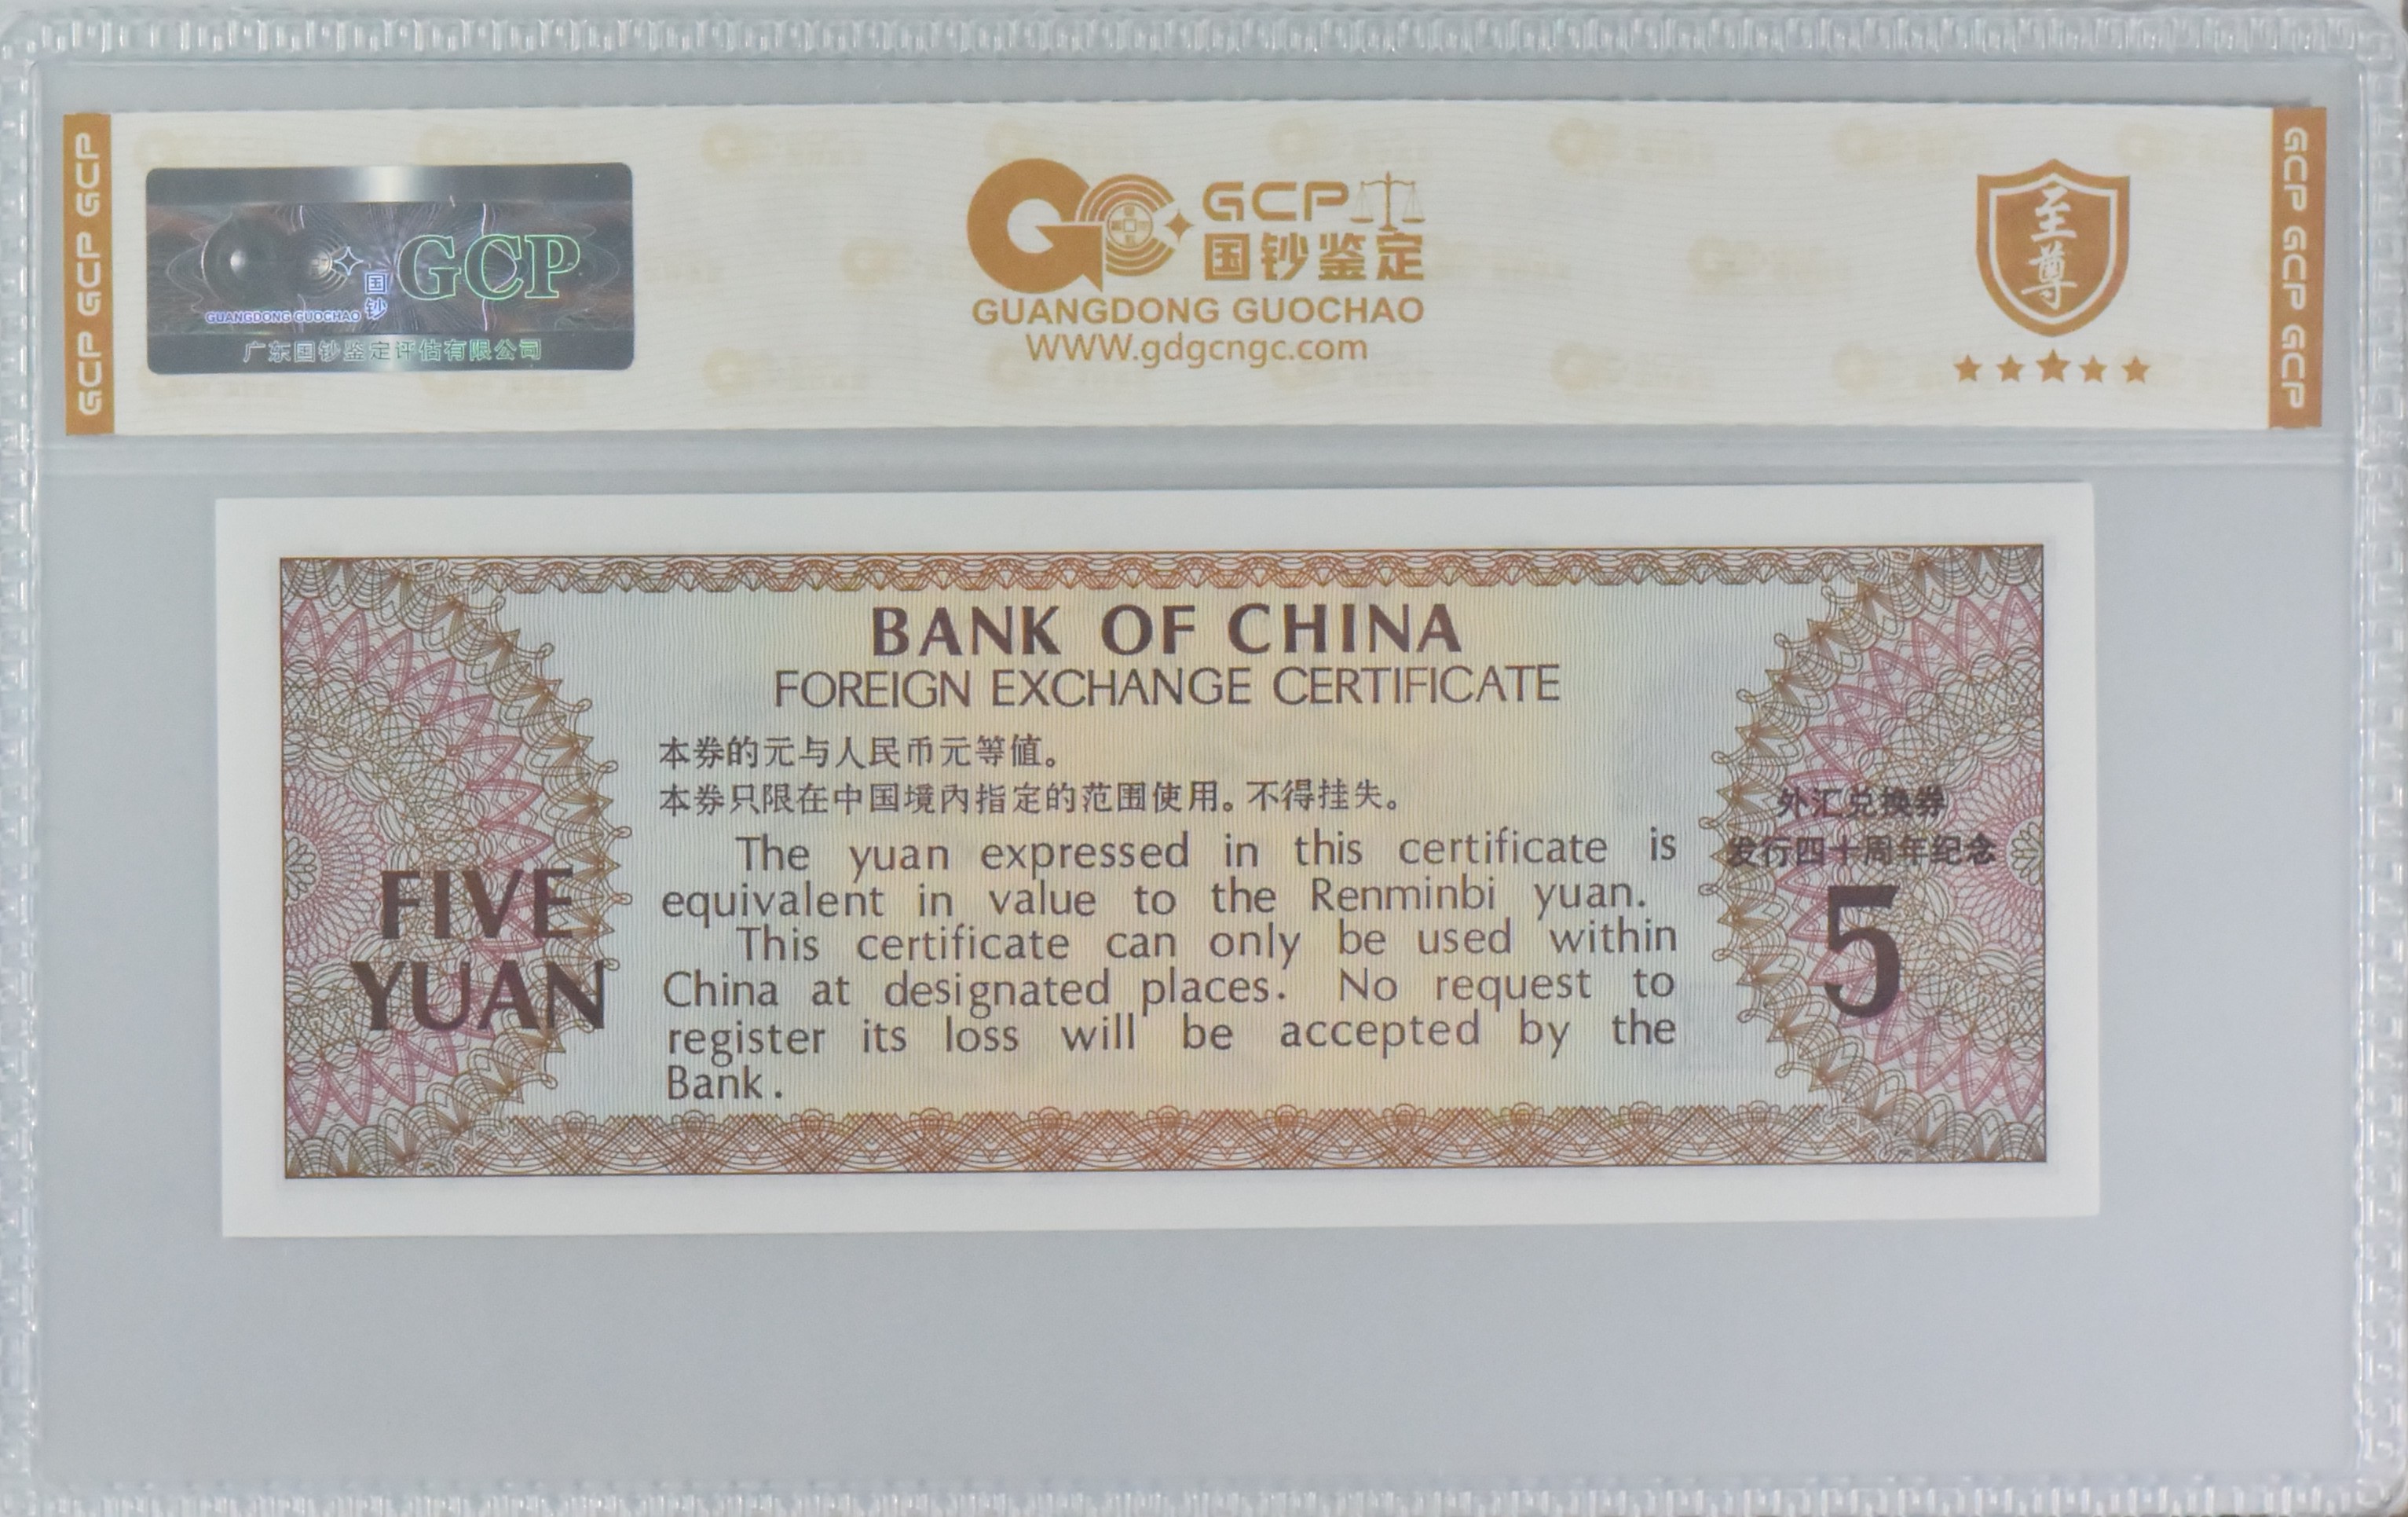 GCP GCP GCP
国钞
GCP
GUANGDONG GUOCHAO
广东国钞鉴定评估有限公司
GCP
国钞鉴定
GUANGDONG GUOCHAO
WWW.gdgcngc.com
至尊
GCP GCP GCP
BANK OF CHINA
FOREIGN EXCHANGE CERTIFICATE
本券的元与人民币元等值。
本券只限在中国境内指定的范围使用。不得挂失。
The yuan expressed in this certificate is
equivalent in value to the Renminbi yuan.
This certificate can only be used within
China at designated places. No request to
register its loss will be accepted by the
Bank.
FIVE
YUAN
外汇兑换券
发行四十周年纪念
5